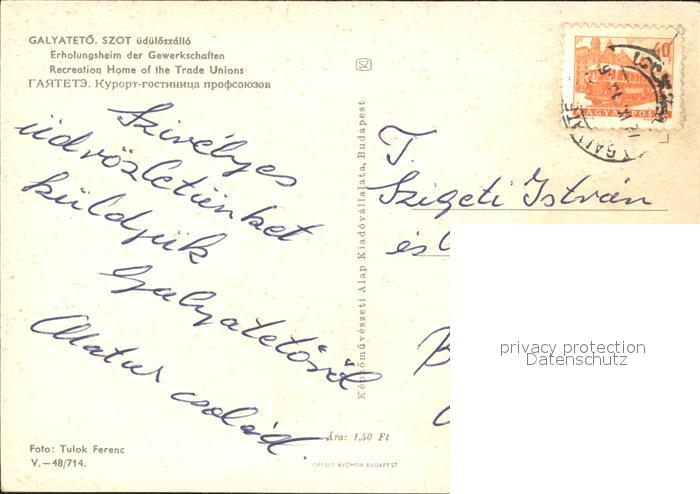 GALYATETŐ. SZOT üdülőszálló
Erholungsheim der Gewerkschaften
Recreation Home of the Trade Unions
ГАЯТЕТЭ. Курорт-гостиница профсоюзов
Szívélyes
üdvözletünket
küldjük
Galyatetőről
család.
Foto: Tulok Ferenc
V.—48/714.
SZ
Képzőművészeti Alap Kiadóvállalata, Budapest
Ára: 1,50 Ft
OFFSET NYOMDA BUDAPEST
MAGYAR POSTA
T.
Szigeti István
és
B
privacy protection
Datenschutz